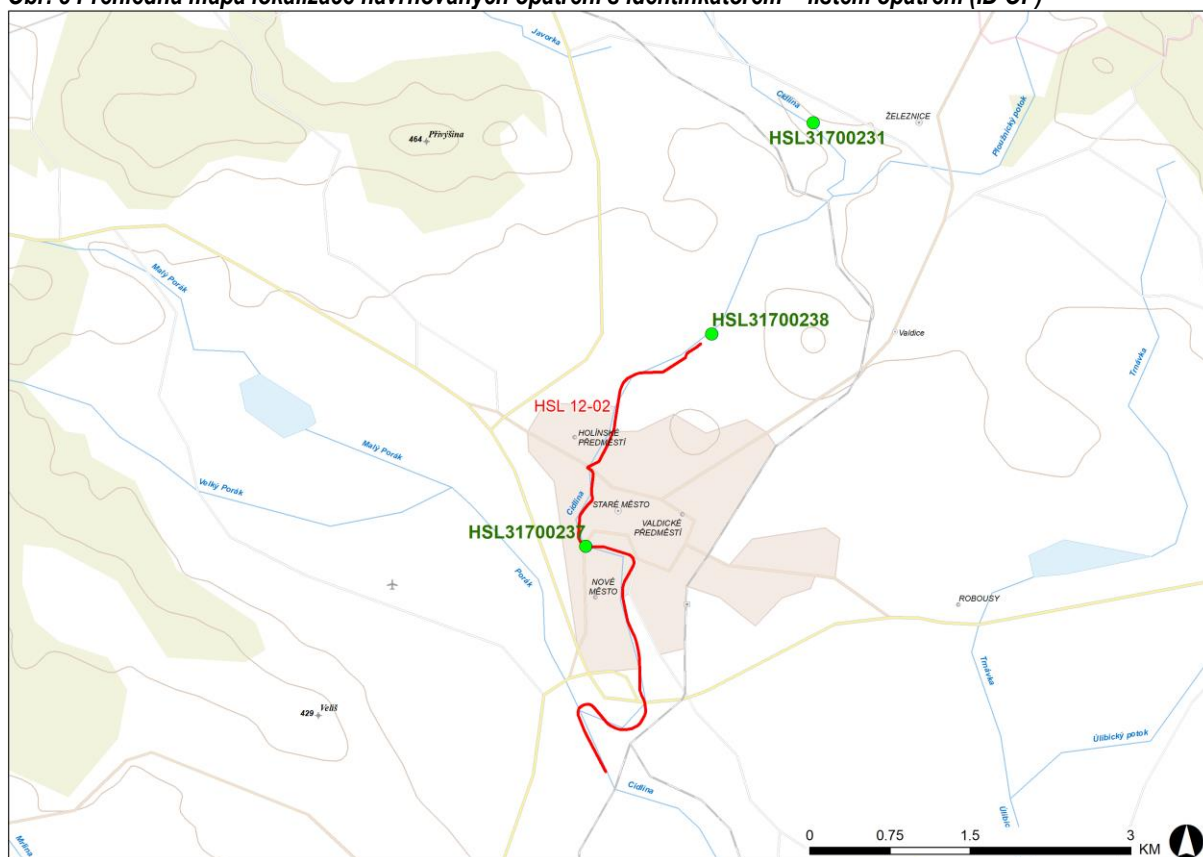 Javorka
Cidlina
ŽELEZNICE
HSL31700231
Ploužnický potok
464 Přivýšina
Malý Porák
HSL31700238
Valdice
Trnávka
HSL 12-02
HOLÍNSKÉ
PŘEDMĚSTÍ
Malý Porák
Velký Porák
Cidlina
STARÉ MĚSTO
VALDICKÉ
PŘEDMĚSTÍ
HSL31700237
Porák
NOVÉ
MĚSTO
ROBOUSY
Trnávka
429 Veliš
Úlibický potok
Cidlina
Úlibic
Mrlina
0 0.75 1.5 3
KM